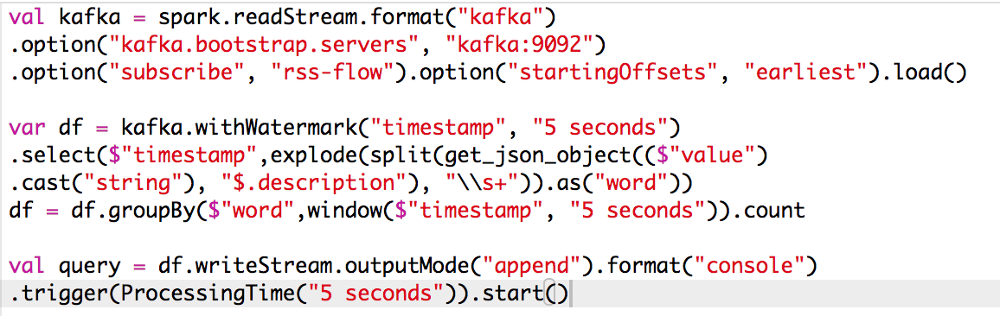 val kafka = spark.readStream.format("kafka")
.option("kafka.bootstrap.servers", "kafka:9092")
.option("subscribe", "rss-flow").option("startingOffsets", "earliest").load()
var df = kafka.withWatermark("timestamp", "5 seconds")
.select($"timestamp",explode(split(get_json_object(($"value")
.cast("string"), "$.description"), "\\s+")).as("word"))
df = df.groupBy($"word",window($"timestamp", "5 seconds")).count
val query = df.writeStream.outputMode("append").format("console")
.trigger(ProcessingTime("5 seconds")).start()